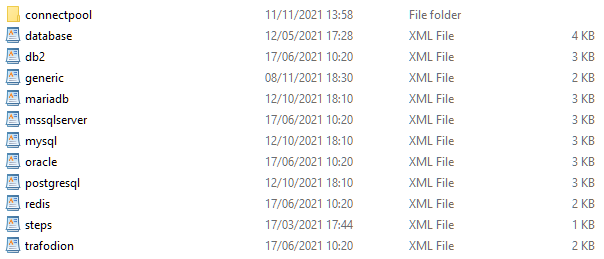 connectpool 11/11/2021 13:58 File folder
database 12/05/2021 17:28 XML File 4 KB
db2 17/06/2021 10:20 XML File 3 KB
generic 08/11/2021 18:30 XML File 2 KB
mariadb 12/10/2021 18:10 XML File 3 KB
mssqlserver 17/06/2021 10:20 XML File 3 KB
mysql 12/10/2021 18:10 XML File 3 KB
oracle 17/06/2021 10:20 XML File 3 KB
postgresql 12/10/2021 18:10 XML File 3 KB
redis 17/06/2021 10:20 XML File 2 KB
steps 17/03/2021 17:44 XML File 1 KB
trafodion 17/06/2021 10:20 XML File 2 KB